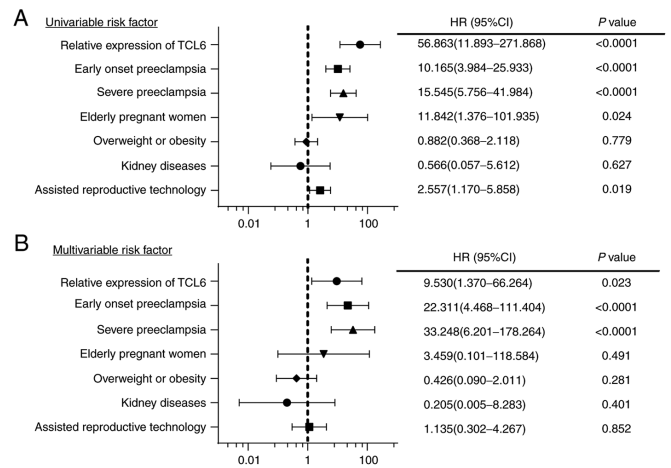 A
Univariable risk factor HR (95%CI) P value
Relative expression of TCL6 56.863(11.893–271.868) <0.0001
Early onset preeclampsia 10.165(3.984–25.933) <0.0001
Severe preeclampsia 15.545(5.756–41.984) <0.0001
Elderly pregnant women 11.842(1.376–101.935) 0.024
Overweight or obesity 0.882(0.368–2.118) 0.779
Kidney diseases 0.566(0.057–5.612) 0.627
Assisted reproductive technology 2.557(1.170–5.858) 0.019
0.01 1 100
B
Multivariable risk factor HR (95%CI) P value
Relative expression of TCL6 9.530(1.370–66.264) 0.023
Early onset preeclampsia 22.311(4.468–111.404) <0.0001
Severe preeclampsia 33.248(6.201–178.264) <0.0001
Elderly pregnant women 3.459(0.101–118.584) 0.491
Overweight or obesity 0.426(0.090–2.011) 0.281
Kidney diseases 0.205(0.005–8.283) 0.401
Assisted reproductive technology 1.135(0.302–4.267) 0.852
0.01 1 100